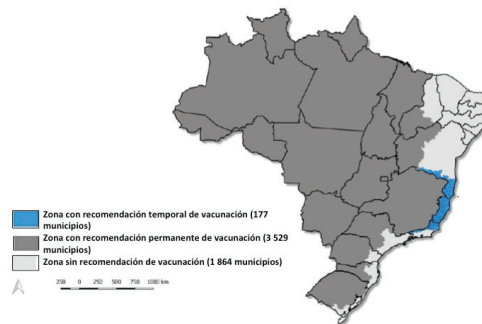 Zona con recomendación temporal de vacunación (177
municipios)
Zona con recomendación permanente de vacunación (3 529
municipios)
Zona sin recomendación de vacunación (1 864 municipios)
250 0 250 500 750 1000 km